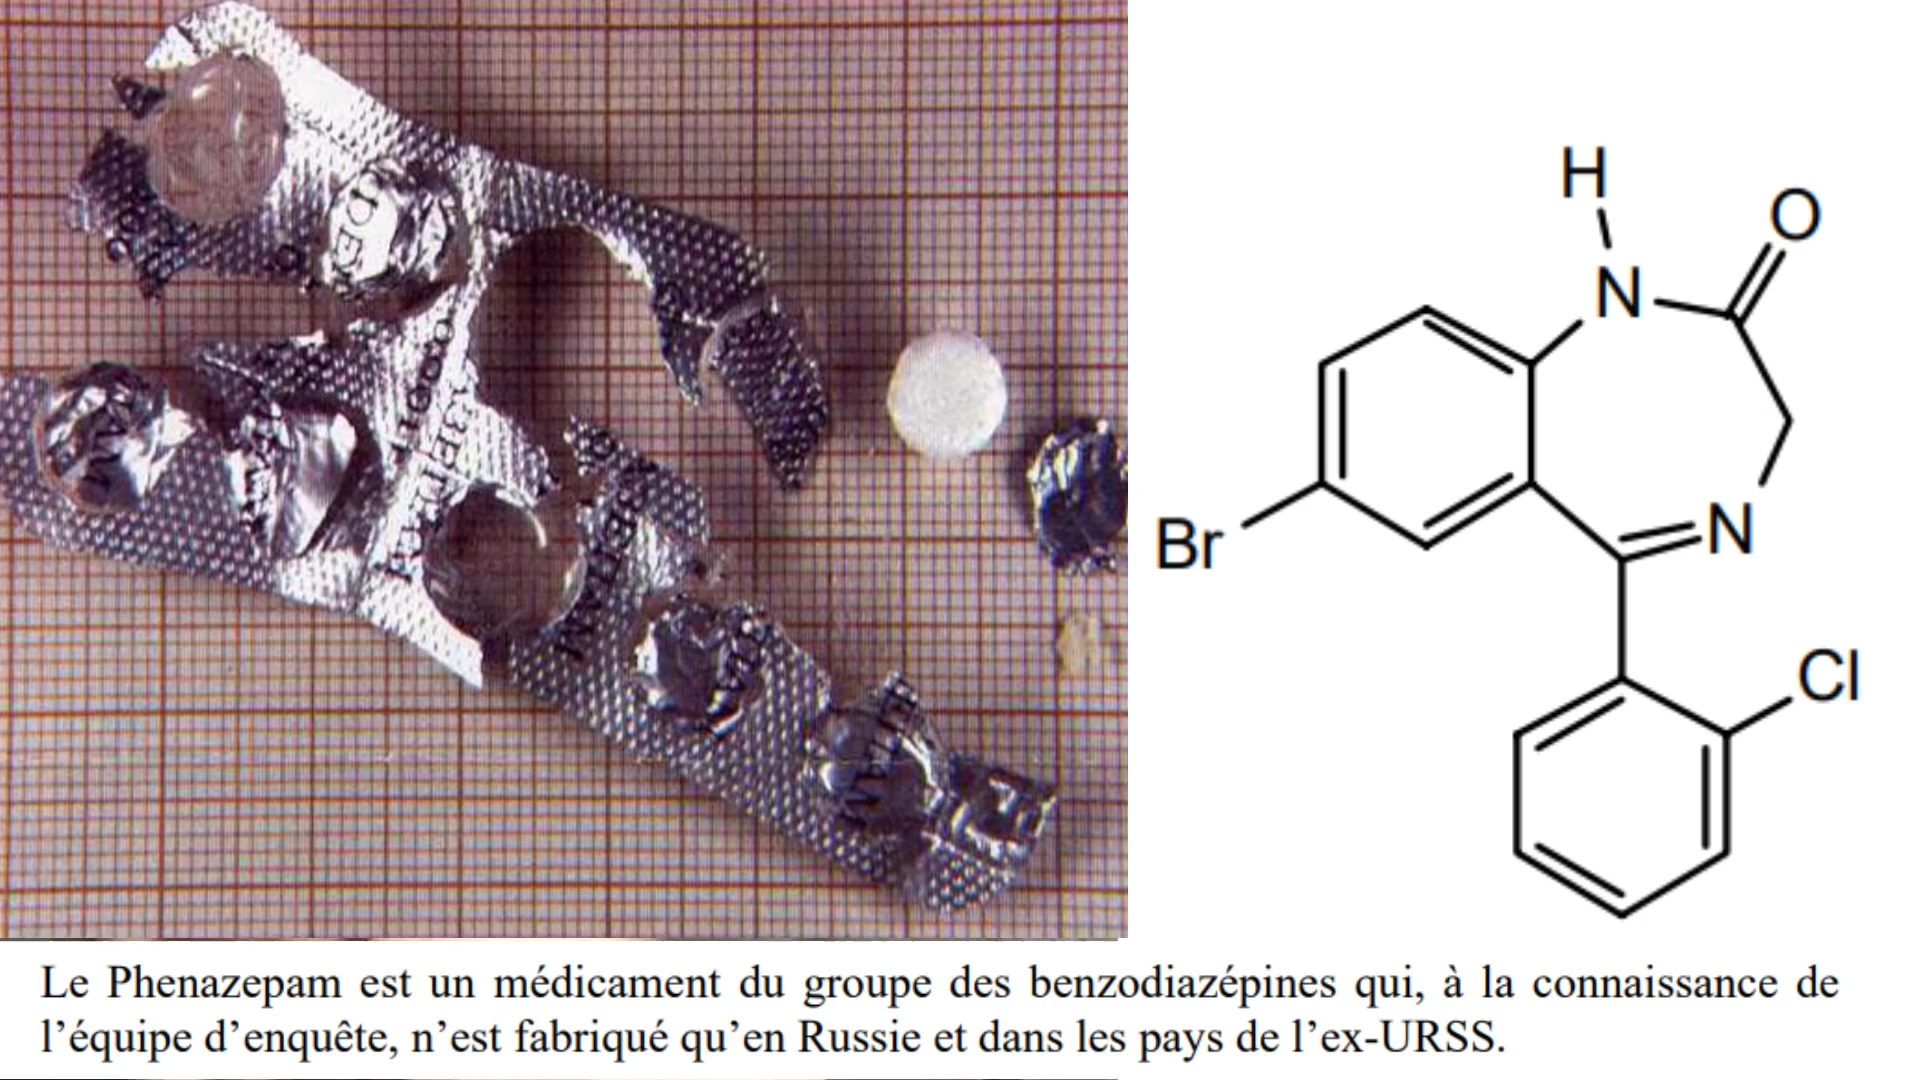 H
O
N
Br
N
Cl
Le Phenazepam est un médicament du groupe des benzodiazépines qui, à la connaissance de
l’équipe d’enquête, n’est fabriqué qu’en Russie et dans les pays de l’ex-URSS.